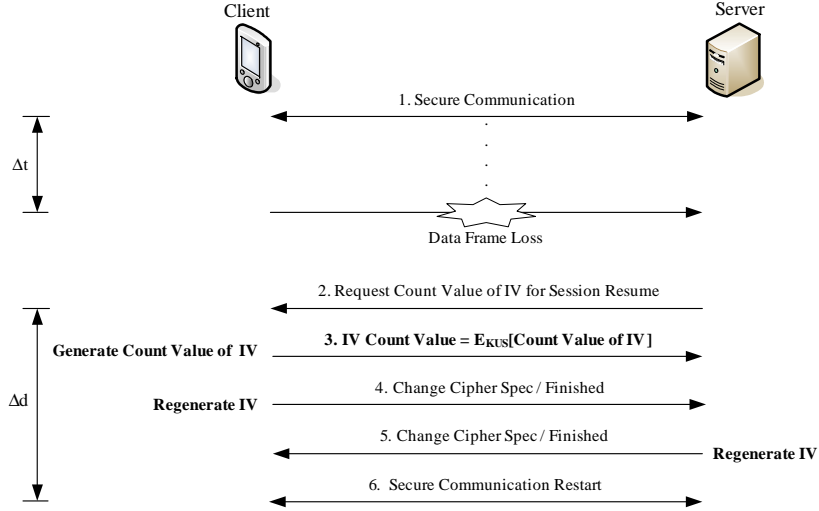 Client
Server
1. Secure Communication
Δt
Data Frame Loss
2. Request Count Value of IV for Session Resume
Generate Count Value of IV
3. IV Count Value = EKUS[Count Value of IV]
Δd
Regenerate IV
4. Change Cipher Spec / Finished
5. Change Cipher Spec / Finished
Regenerate IV
6. Secure Communication Restart